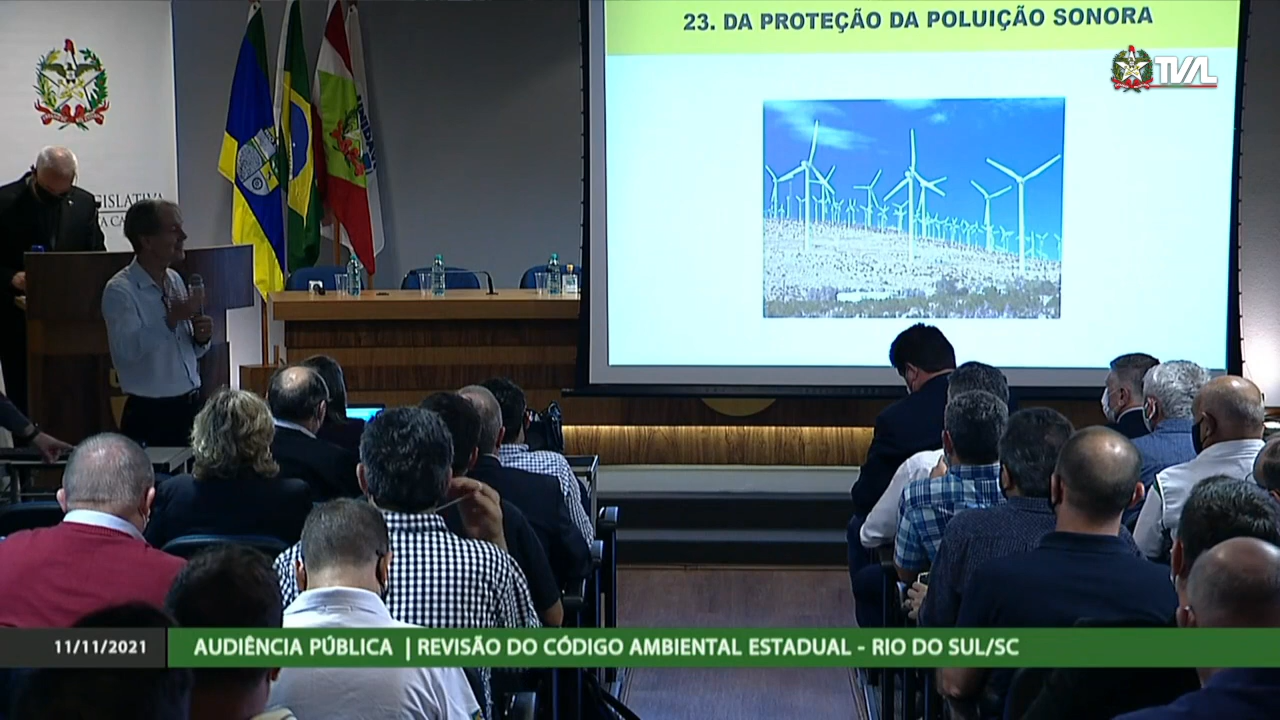 23. DA PROTEÇÃO DA POLUIÇÃO SONORA
TVAL
11/11/2021
AUDIÊNCIA PÚBLICA | REVISÃO DO CÓDIGO AMBIENTAL ESTADUAL - RIO DO SUL/SC